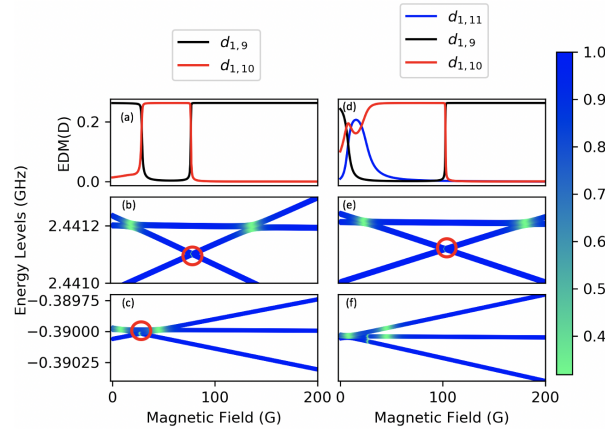 d1,9
d1,10
d1,11
d1,9
d1,10
EDM(D)
0.2
0.0
(a)
(d)
Energy Levels (GHz)
2.4412
2.4410
(b)
(e)
−0.38975
−0.39000
−0.39025
(c)
(f)
0
100
200
0
100
200
Magnetic Field (G)
Magnetic Field (G)
1.0
0.9
0.8
0.7
0.6
0.5
0.4